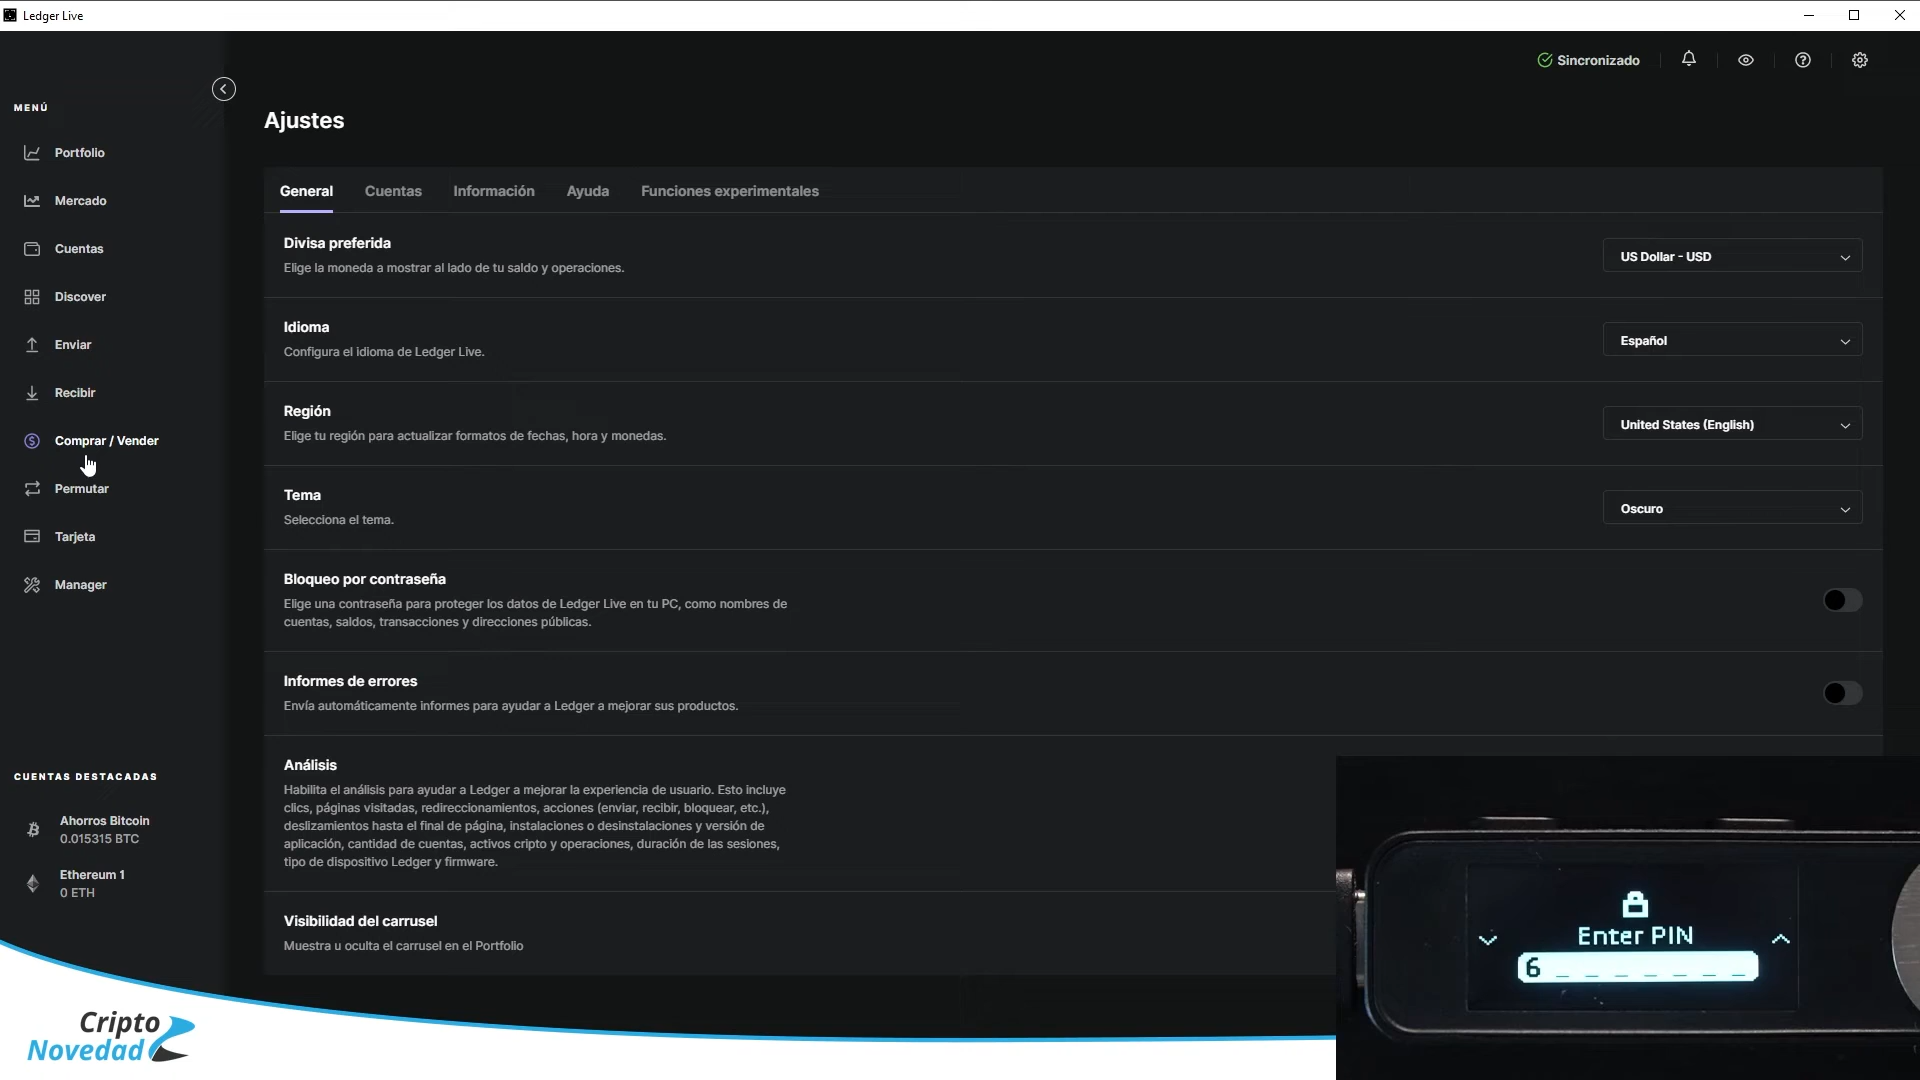 Ledger Live
Sincronizado
MENÚ
Portfolio
Mercado
Cuentas
Discover
Enviar
Recibir
Comprar / Vender
Permutar
Tarjeta
Manager
CUENTAS DESTACADAS
Ahorros Bitcoin
0.015315 BTC
Ethereum 1
0 ETH
Ajustes
General Cuentas Información Ayuda Funciones experimentales
Divisa preferida
Elige la moneda a mostrar al lado de tu saldo y operaciones.
US Dollar - USD
Idioma
Configura el idioma de Ledger Live.
Español
Región
Elige tu región para actualizar formatos de fechas, hora y monedas.
United States (English)
Tema
Selecciona el tema.
Oscuro
Bloqueo por contraseña
Elige una contraseña para proteger los datos de Ledger Live en tu PC, como nombres de
cuentas, saldos, transacciones y direcciones públicas.
Informes de errores
Envía automáticamente informes para ayudar a Ledger a mejorar sus productos.
Análisis
Habilita el análisis para ayudar a Ledger a mejorar la experiencia de usuario. Esto incluye
clics, páginas visitadas, redireccionamientos, acciones (enviar, recibir, bloquear, etc.),
deslizamientos hasta el final de página, instalaciones o desinstalaciones y versión de
aplicación, cantidad de cuentas, activos cripto y operaciones, duración de las sesiones,
tipo de dispositivo Ledger y firmware.
Visibilidad del carrusel
Muestra u oculta el carrusel en el Portfolio
Enter PIN
6 _ _ _ _ _ _ _
Cripto
Novedad